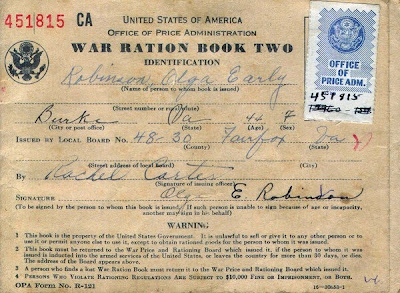 451815 CA
UNITED STATES OF AMERICA
OFFICE OF PRICE ADMINISTRATION
WAR RATION BOOK TWO
IDENTIFICATION
OFFICE
OF
PRICE ADM.
Robinson, Elga Early
(Name of person to whom book is issued)
(Street number or rural route)
Burke Va 44 F
(City or post office) (State) (Age) (Sex)
ISSUED BY LOCAL BOARD NO. 48-30 Fairfax Va
(County) (State)
(Street address of local board) (City)
By Rachel Carter
(Signature of issuing officer)
SIGNATURE E. Robinson
(To be signed by the person to whom this book is issued. If such person is unable to sign because of age or incapacity, another may sign in his behalf)
WARNING
1 This book is the property of the United States Government. It is unlawful to sell or give it to any other person or to
use it or permit anyone else to use it, except to obtain rationed goods for the person to whom it was issued.
2 This book must be returned to the War Price and Rationing Board which issued it, if the person to whom it was
issued is inducted into the armed services of the United States, or leaves the country for more than 30 days, or dies.
The address of the Board appears above.
3 A person who finds a lost War Ration Book must return it to the War Price and Rationing Board which issued it.
4 PERSONS WHO VIOLATE RATIONING REGULATIONS ARE SUBJECT TO $10,000 FINE OR IMPRISONMENT, OR BOTH.
OPA Form No. R-121